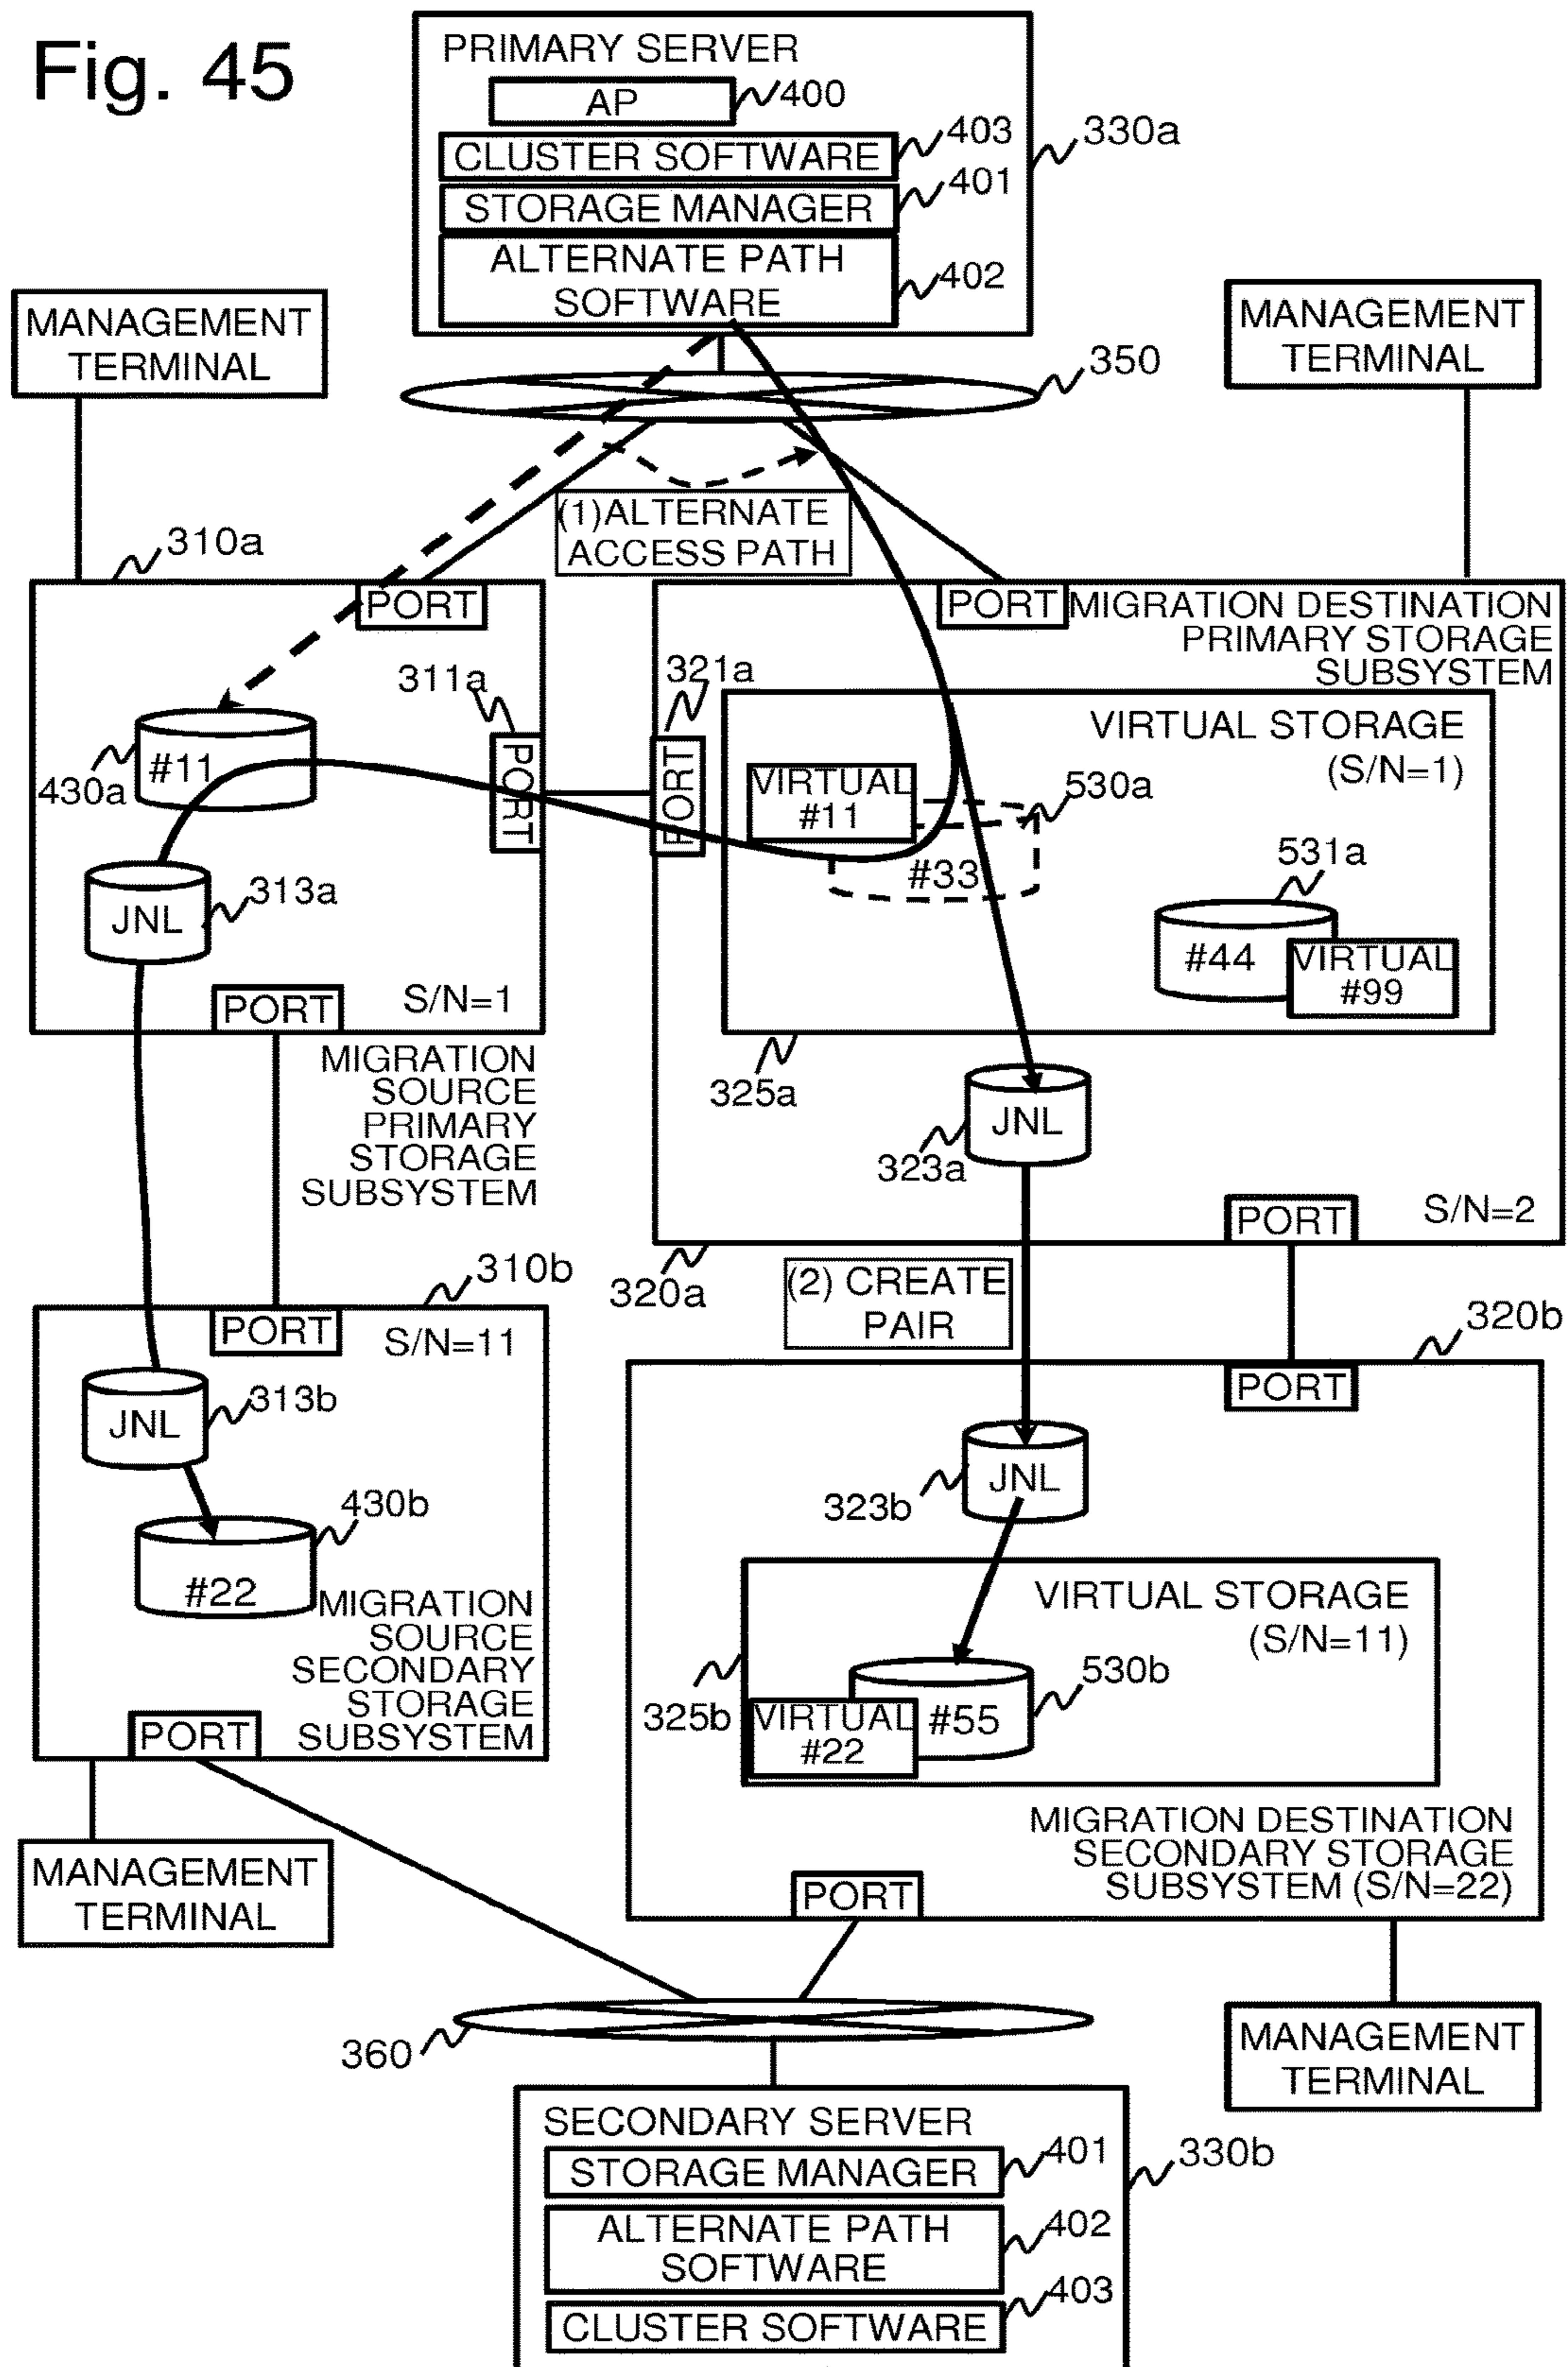 Fig. 45
PRIMARY SERVER
AP
400
CLUSTER SOFTWARE
403
330a
STORAGE MANAGER
401
ALTERNATE PATH
SOFTWARE
402
MANAGEMENT
TERMINAL
MANAGEMENT
TERMINAL
350
(1)ALTERNATE
ACCESS PATH
310a
PORT
PORT
MIGRATION DESTINATION
PRIMARY STORAGE
SUBSYSTEM
311a
321a
VIRTUAL STORAGE
(S/N=1)
430a
#11
PORT
PORT
VIRTUAL
#11
530a
#33
531a
JNL
313a
#44
VIRTUAL
#99
PORT
S/N=1
MIGRATION
SOURCE
PRIMARY
STORAGE
SUBSYSTEM
325a
JNL
323a
PORT
S/N=2
320a
(2) CREATE
PAIR
310b
PORT
S/N=11
320b
PORT
JNL
313b
JNL
323b
430b
#22
MIGRATION
SOURCE
SECONDARY
STORAGE
SUBSYSTEM
PORT
VIRTUAL STORAGE
(S/N=11)
325b
VIRTUAL
#22
#55
530b
MIGRATION DESTINATION
SECONDARY STORAGE
SUBSYSTEM (S/N=22)
PORT
MANAGEMENT
TERMINAL
360
MANAGEMENT
TERMINAL
SECONDARY SERVER
STORAGE MANAGER
401
330b
ALTERNATE PATH
SOFTWARE
402
CLUSTER SOFTWARE
403